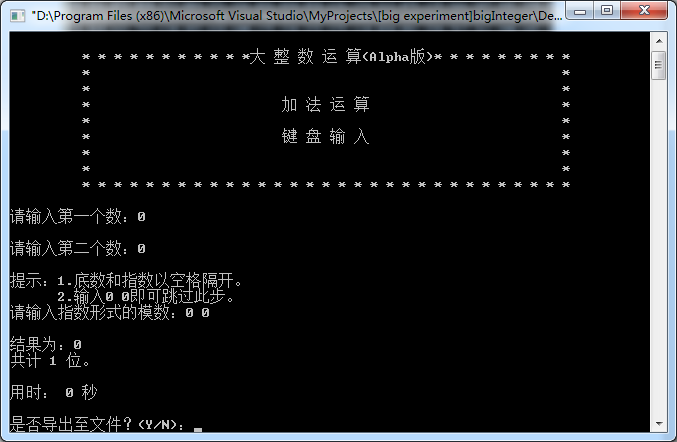 "D:\Program Files (x86)\Microsoft Visual Studio\MyProjects\[big experiment]bigInteger\De...
* * * * * * * * * * *大 整 数 运 算(Alpha版)* * * * * * * * *
* *
* *
* 加 法 运 算 *
* *
* 键 盘 输 入 *
* *
* *
* * * * * * * * * * * * * * * * * * * * * * * * * * * * * * *
请输入第一个数：0
请输入第二个数：0
提示：1.底数和指数以空格隔开。
2.输入0 0即可跳过此步。
请输入指数形式的模数：0 0
结果为：0
共计 1 位。
用时： 0 秒
是否导出至文件？(Y/N)：_